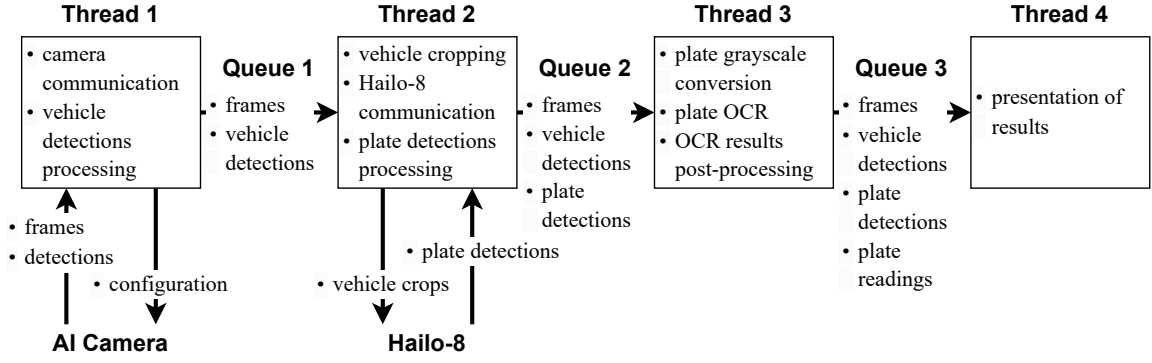 Thread 1
Thread 2
Thread 3
Thread 4
• camera
communication
• vehicle
detections
processing
Queue 1
• frames
• vehicle
detections
• vehicle cropping
• Hailo-8
communication
• plate detections
processing
Queue 2
• frames
• vehicle
detections
• plate
detections
• plate grayscale
conversion
• plate OCR
• OCR results
post-processing
Queue 3
• frames
• vehicle
detections
• plate
detections
• plate
readings
• presentation of
results
• frames
• detections
• configuration
AI Camera
• plate detections
• vehicle crops
Hailo-8